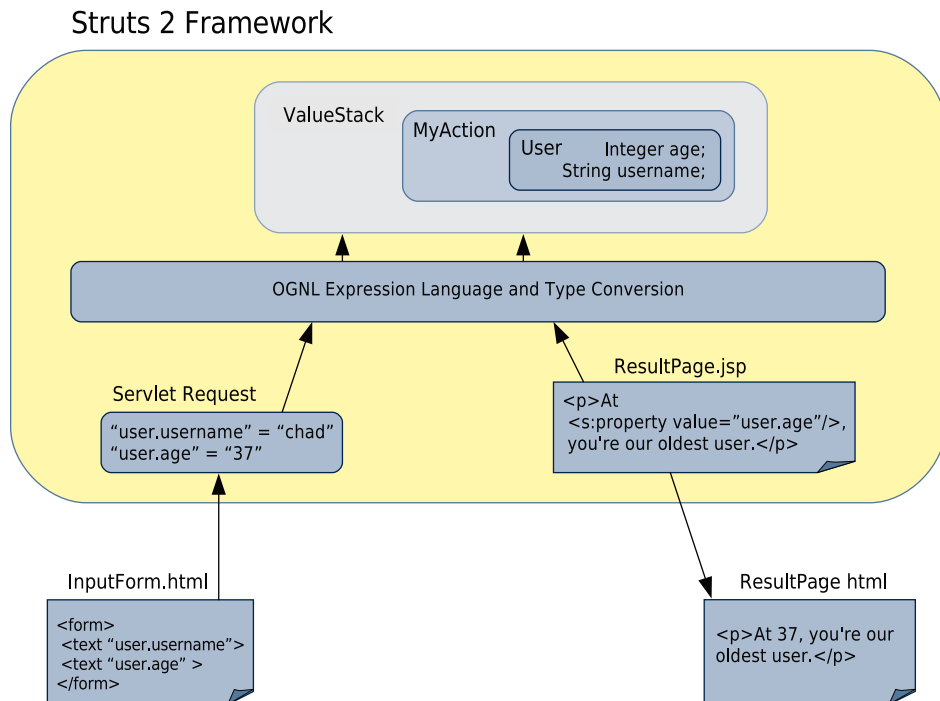 Struts 2 Framework
ValueStack
MyAction
User Integer age;
String username;
OGNL Expression Language and Type Conversion
Servlet Request
“user.username” = “chad”
“user.age” = “37”
ResultPage.jsp
<p>At
<s:property value=”user.age”/>,
you're our oldest user.</p>
InputForm.html
<form>
<text “user.username”>
<text “user.age” >
</form>
ResultPage html
<p>At 37, you're our
oldest user.</p>